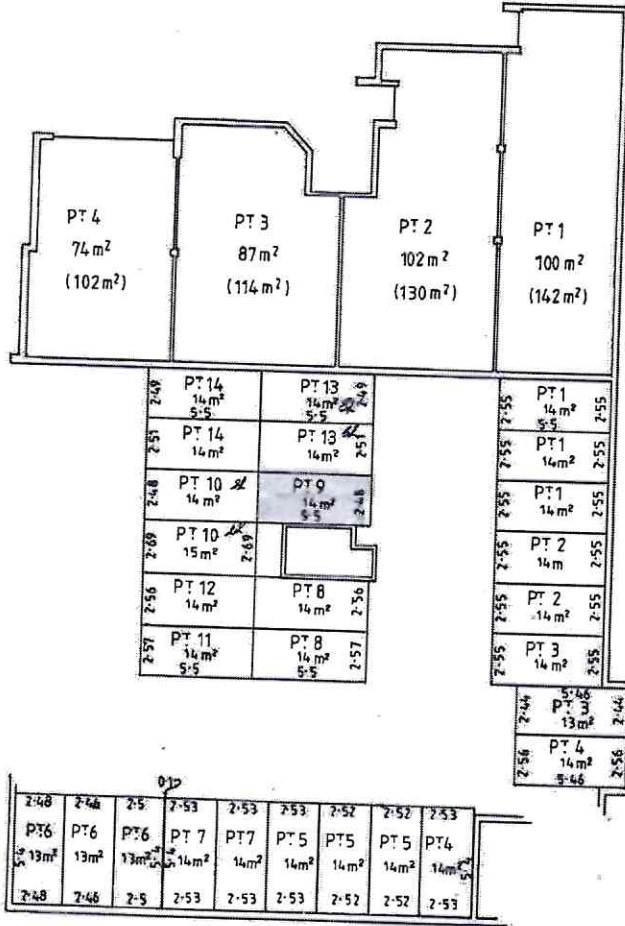 PT 4
74 m²
(102 m²)
PT 3
87 m²
(114 m²)
PT 2
102 m²
(130 m²)
PT 1
100 m²
(142 m²)
2·49
PT 14
14 m²
5·5
PT 13
14 m²
5·5
2·49
2·51
PT 14
14 m²
PT 13
14 m²
2·51
2·48
PT 10
14 m²
PT 9
14 m²
5·5
2·48
2·69
PT 10
15 m²
2·69
2·56
PT 12
14 m²
PT 8
14 m²
2·56
2·57
PT 11
14 m²
5·5
PT 8
14 m²
5·5
2·57
2·55
PT 1
14 m²
5·5
2·55
2·55
PT 1
14 m²
2·55
2·55
PT 1
14 m²
2·55
2·55
PT 2
14 m
2·55
2·55
PT 2
14 m²
2·55
2·55
PT 3
14 m²
2·55
2·44
5·46
PT 3
13 m²
2·44
2·56
PT 4
14 m²
5·46
2·56
2·48 2·46 2·5 2·53 2·53 2·53 2·52 2·52 2·53
PT 6 PT 6 PT 6 PT 7 PT 7 PT 5 PT 5 PT 5 PT 4
13 m² 13 m² 13 m² 14 m² 14 m² 14 m² 14 m² 14 m² 14 m²
2·48 2·46 2·5 2·53 2·53 2·53 2·52 2·52 2·53